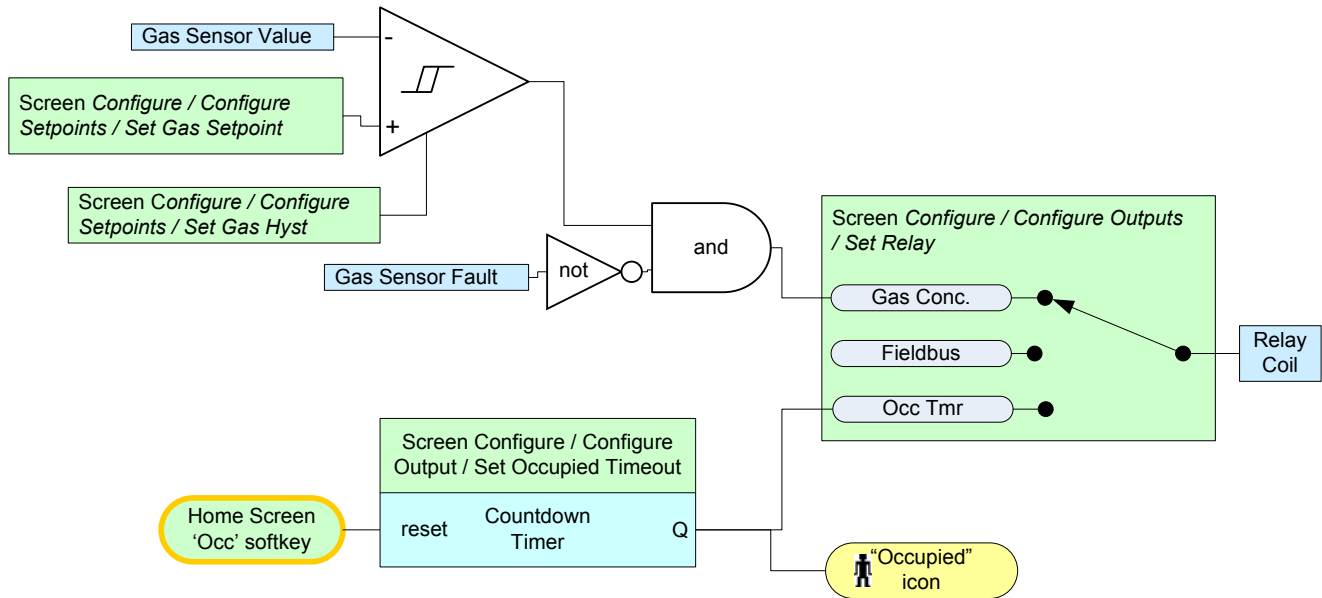 Gas Sensor Value
-
Screen Configure / Configure
Setpoints / Set Gas Setpoint
+
Screen Configure / Configure
Setpoints / Set Gas Hyst
Gas Sensor Fault
not
and
Screen Configure / Configure Outputs
/ Set Relay
Gas Conc.
Fieldbus
Occ Tmr
Relay
Coil
Screen Configure / Configure
Output / Set Occupied Timeout
Home Screen
‘Occ’ softkey
reset
Countdown
Timer
Q
“Occupied”
icon